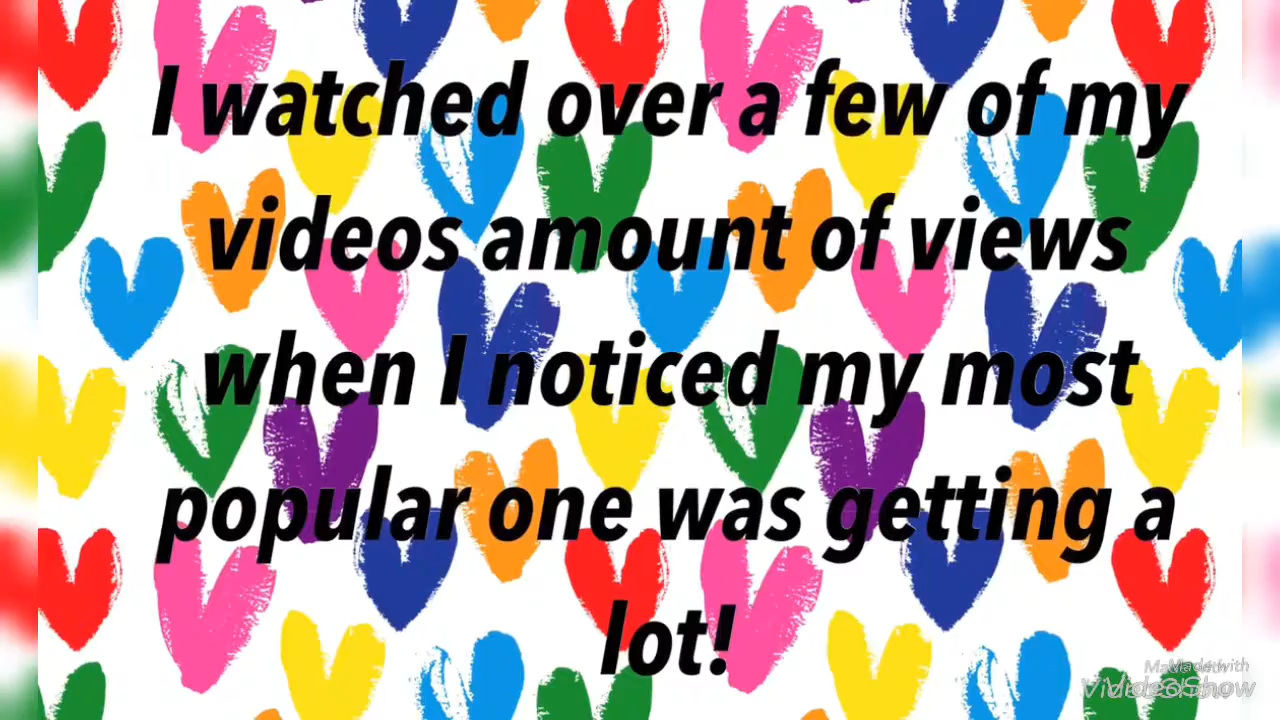 I watched over a few of my
videos amount of views
when I noticed my most
popular one was getting a
lot!
Made with
VideoShow